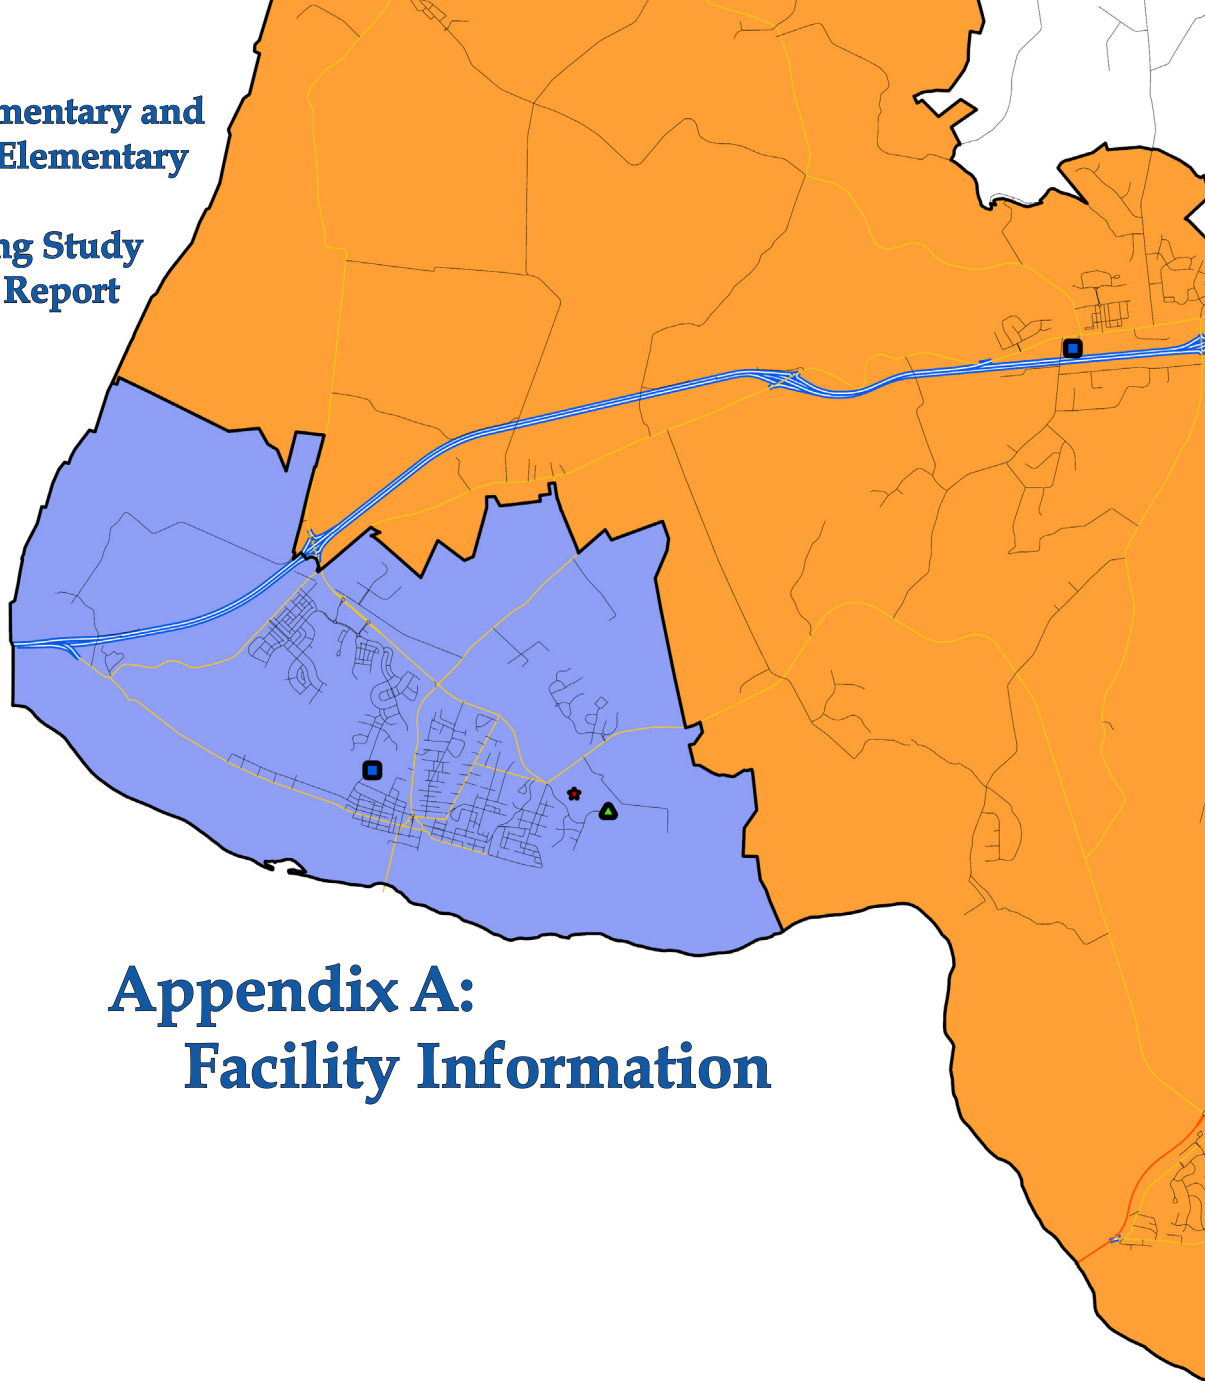 mentary and
Elementary
ng Study
Report
Appendix A:
Facility Information